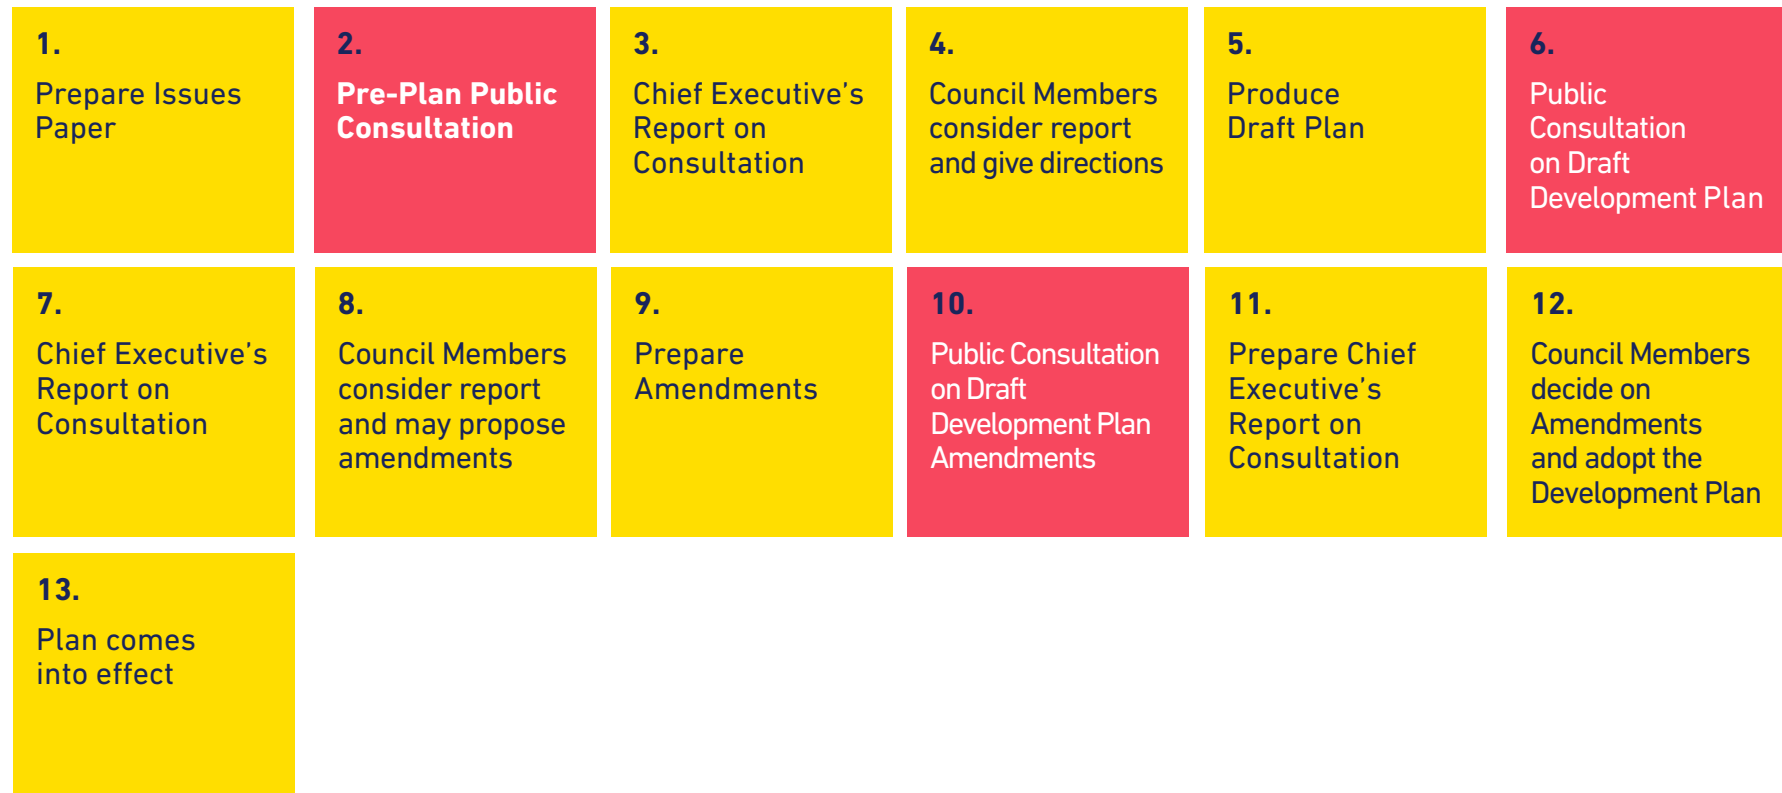 1.
Prepare Issues
Paper
2.
Pre-Plan Public
Consultation
3.
Chief Executive’s
Report on
Consultation
4.
Council Members
consider report
and give directions
5.
Produce
Draft Plan
6.
Public
Consultation
on Draft
Development Plan
7.
Chief Executive’s
Report on
Consultation
8.
Council Members
consider report
and may propose
amendments
9.
Prepare
Amendments
10.
Public Consultation
on Draft
Development Plan
Amendments
11.
Prepare Chief
Executive’s
Report on
Consultation
12.
Council Members
decide on
Amendments
and adopt the
Development Plan
13.
Plan comes
into effect